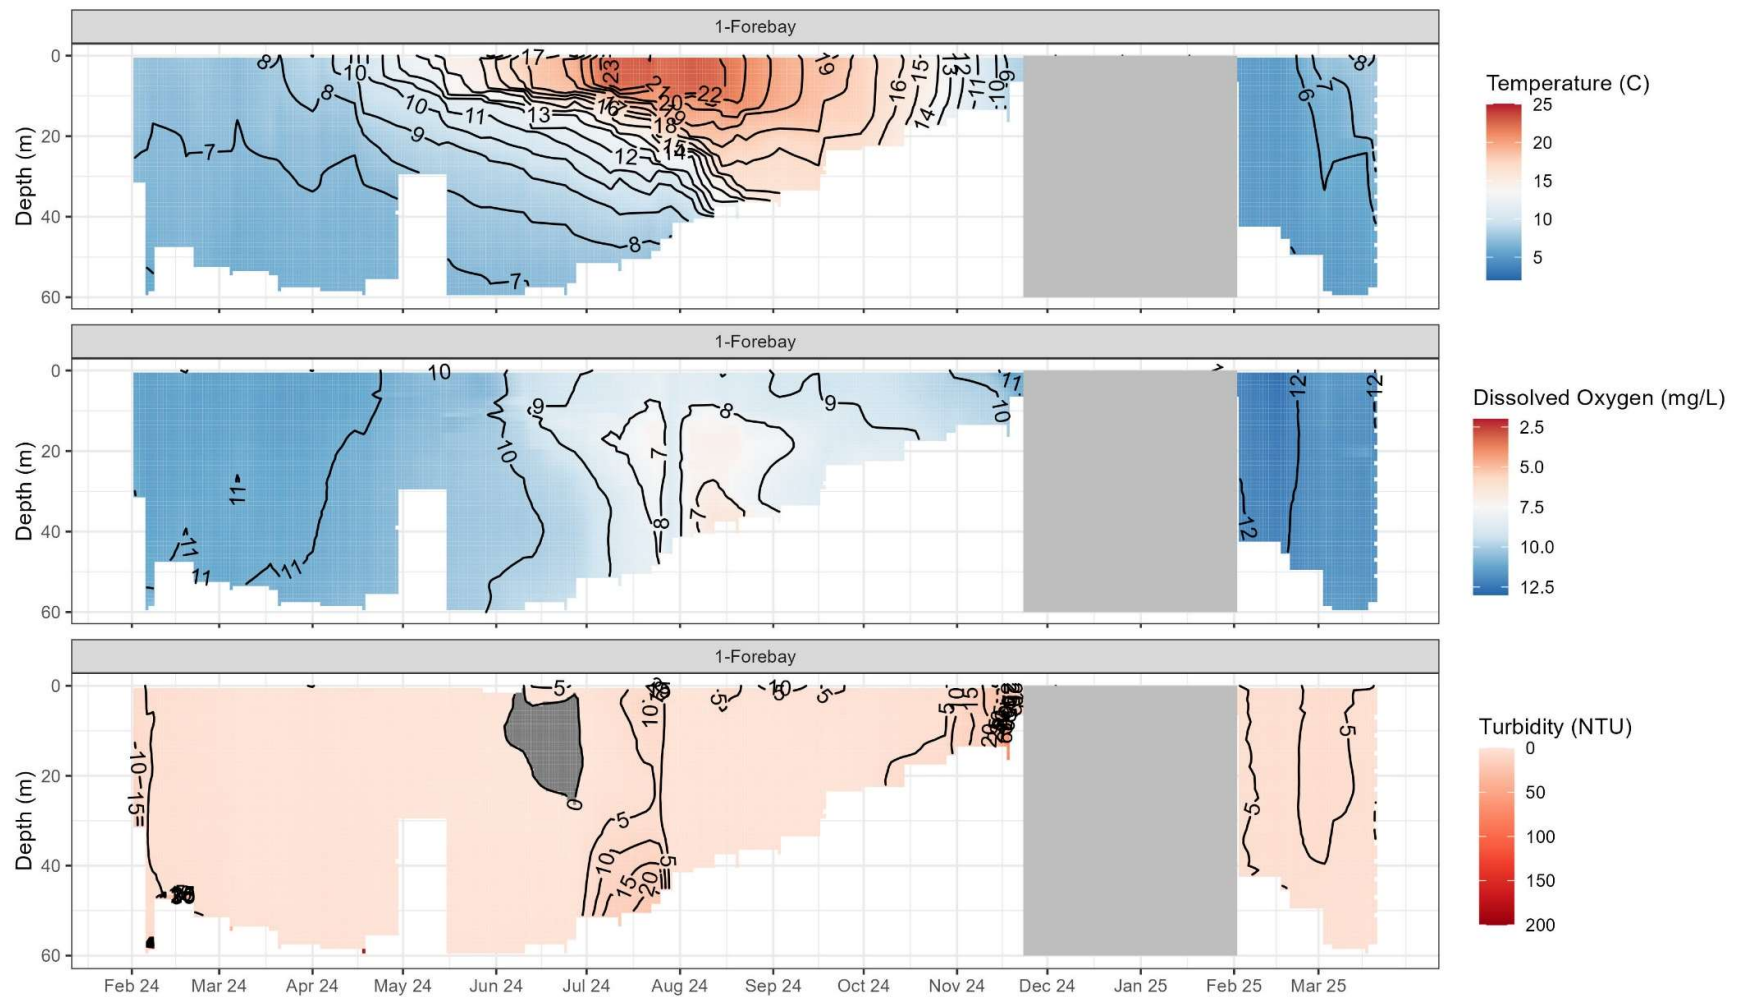 1-Forebay
0
20
40
60
Depth (m)
8 10 17 23 21 22 19 16 15 13 12 11 10 9
8 10 11 13 16 20 19 18 14
7 9 12 15 14
8
7
8 7 6
Temperature (C)
25
20
15
10
5
1-Forebay
0
20
40
60
Depth (m)
10 9 8 9 11 10
11 10 7 12 12
11 11 11 8 7 12
Dissolved Oxygen (mg/L)
2.5
5.0
7.5
10.0
12.5
1-Forebay
0
20
40
60
Depth (m)
5 10 5 10 5 5 10 15
10 15 0 5 5 5
10 15 20 5
Turbidity (NTU)
0
50
100
150
200
Feb 24 Mar 24 Apr 24 May 24 Jun 24 Jul 24 Aug 24 Sep 24 Oct 24 Nov 24 Dec 24 Jan 25 Feb 25 Mar 25